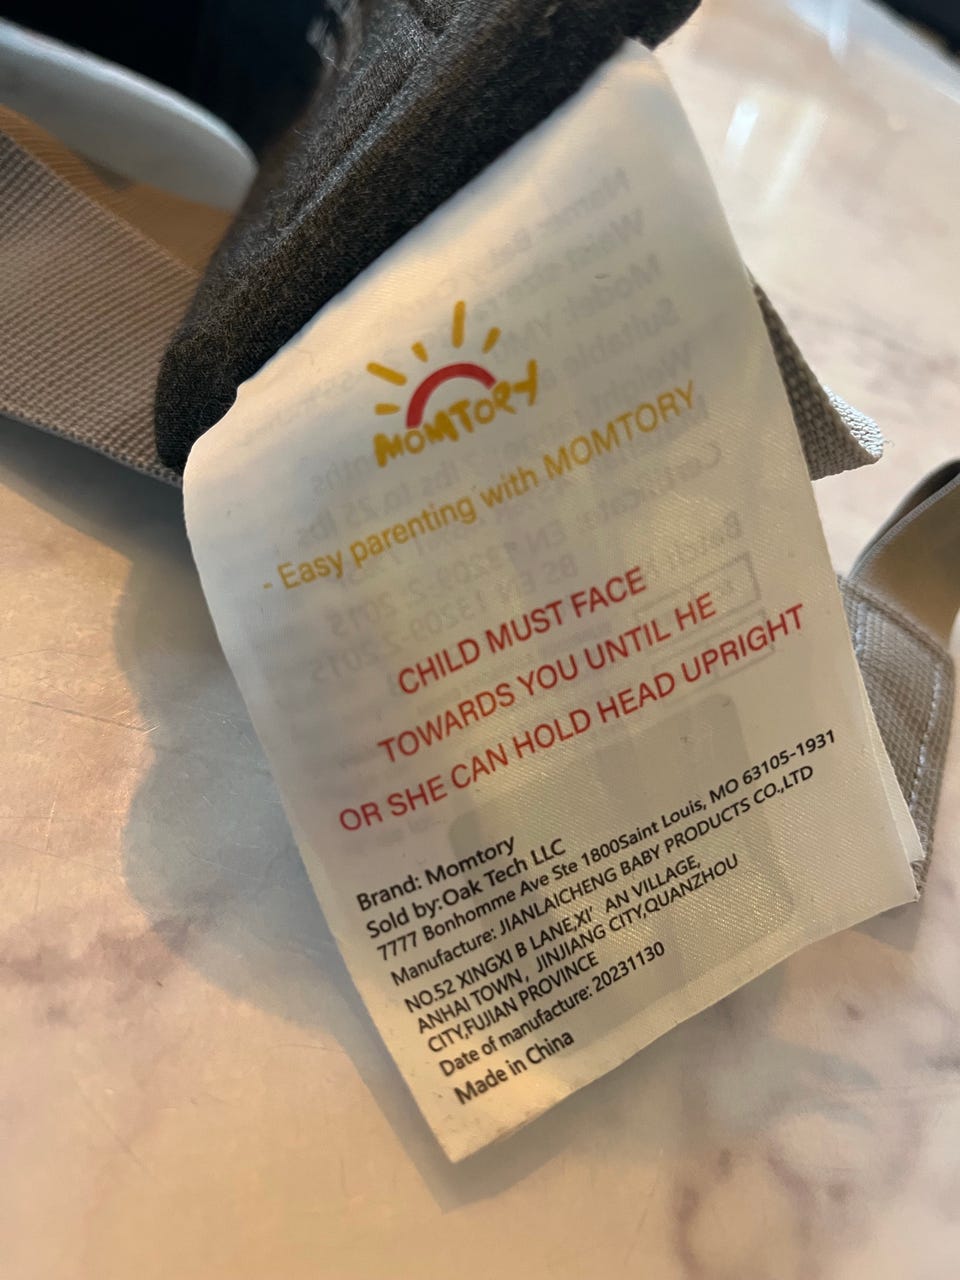 MOMTORY
- Easy parenting with MOMTORY
CHILD MUST FACE
TOWARDS YOU UNTIL HE
OR SHE CAN HOLD HEAD UPRIGHT
Brand: Momtory
Sold by:Oak Tech LLC
7777 Bonhomme Ave Ste 1800Saint Louis, MO 63105-1931
Manufacture: JIANLAICHENG BABY PRODUCTS CO.,LTD
NO.52 XINGXI B LANE,XI' AN VILLAGE,
ANHAI TOWN, JINJIANG CITY,QUANZHOU
CITY,FUJIAN PROVINCE
Date of manufacture: 20231130
Made in China